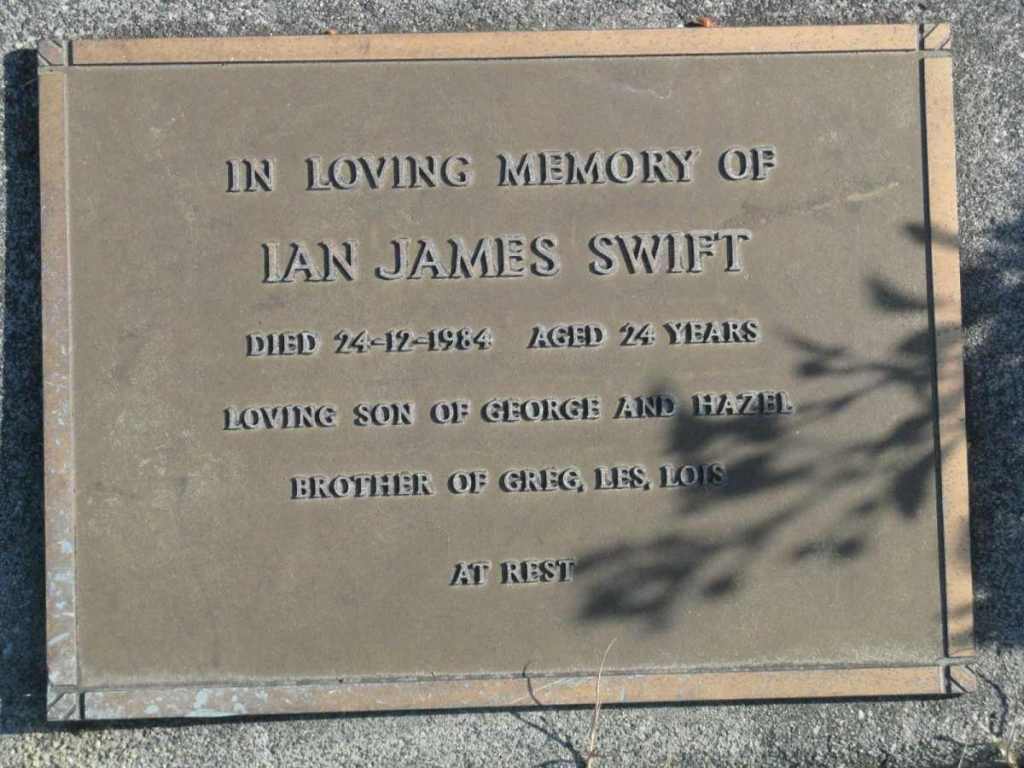 IN LOVING MEMORY OF
IAN JAMES SWIFT
DIED 24-12-1984 AGED 24 YEARS
LOVING SON OF GEORGE AND HAZEL
BROTHER OF GREG, LES, LOIS
AT REST